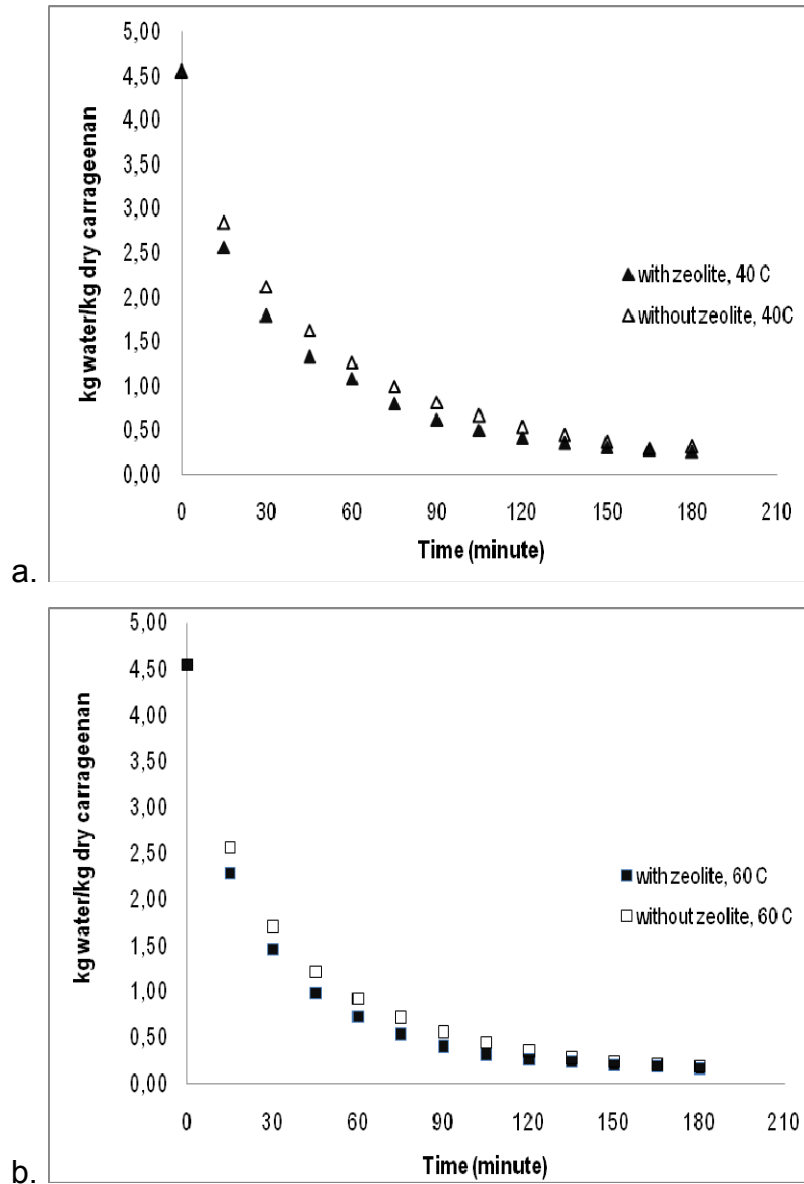 5,00
4,50
4,00
3,50
3,00
2,50
2,00
1,50
1,00
0,50
0,00
kg water/kg dry carrageenan
with zeolite, 40 C
without zeolite, 40C
0 30 60 90 120 150 180 210
Time (minute)
a.
5,00
4,50
4,00
3,50
3,00
2,50
2,00
1,50
1,00
0,50
0,00
kg water/kg dry carrageenan
with zeolite, 60 C
without zeolite, 60 C
0 30 60 90 120 150 180 210
Time (minute)
b.